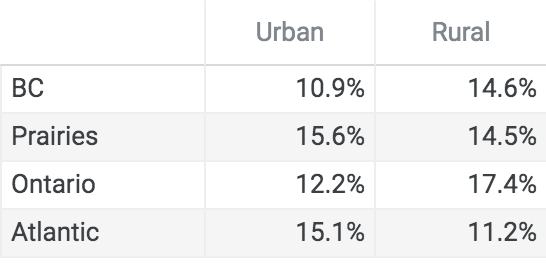 Urban Rural
BC 10.9% 14.6%
Prairies 15.6% 14.5%
Ontario 12.2% 17.4%
Atlantic 15.1% 11.2%